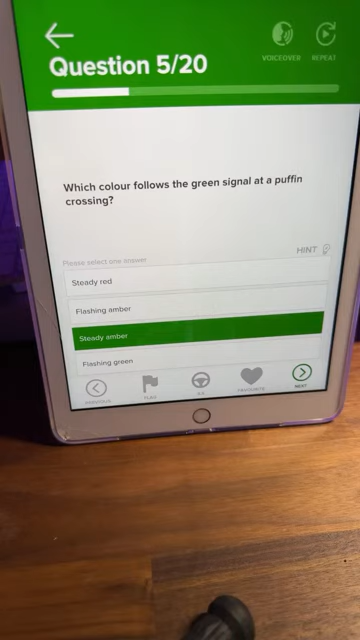 VOICEOVER
REPEAT
Question 5/20
Which colour follows the green signal at a puffin
crossing?
HINT
Please select one answer
Steady red
Flashing amber
Steady amber
Flashing green
PREVIOUS
FLAG
FAVOURITE
NEXT